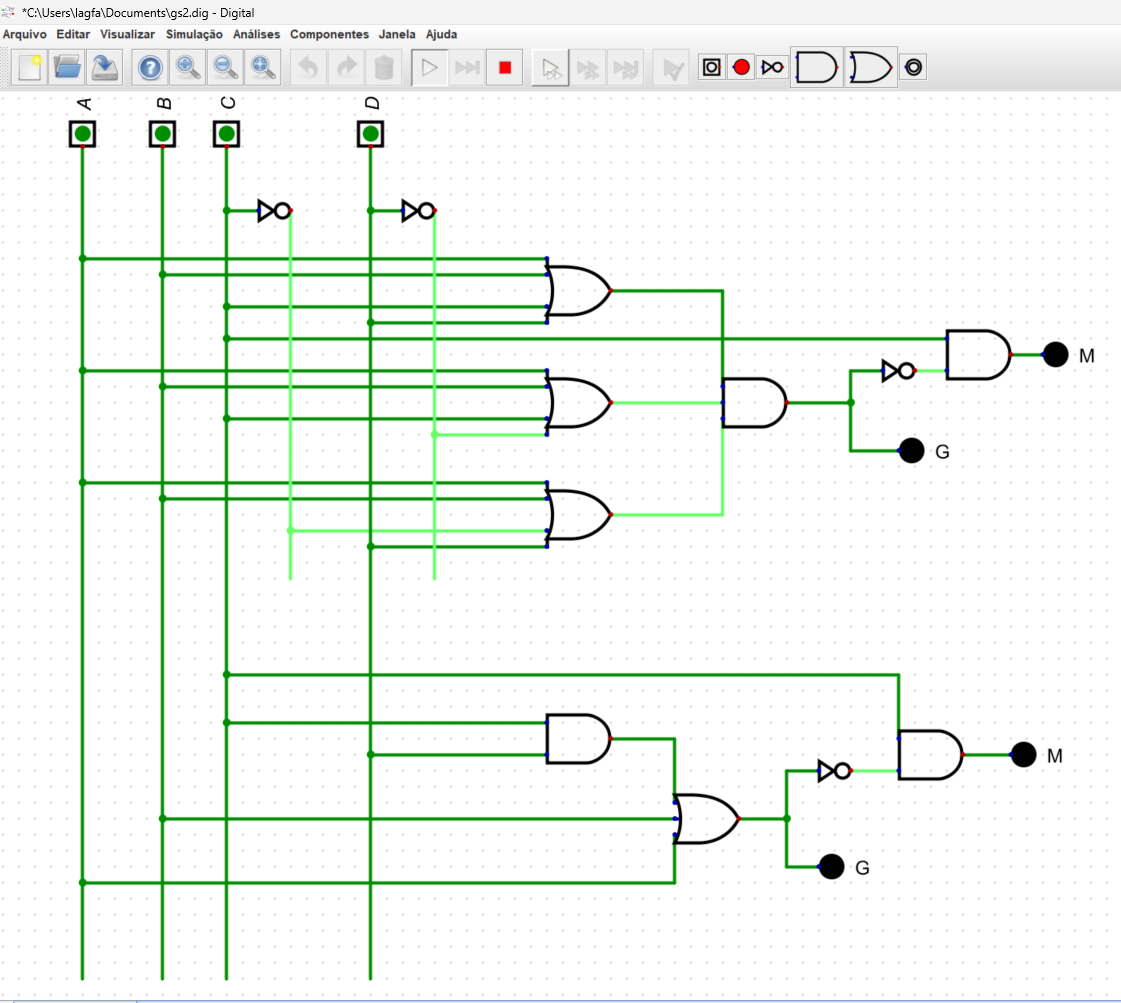 *C:\Users\lagfa\Documents\gs2.dig - Digital
Arquivo Editar Visualizar Simulação Análises Componentes Janela Ajuda
A B C D
M
G
M
G